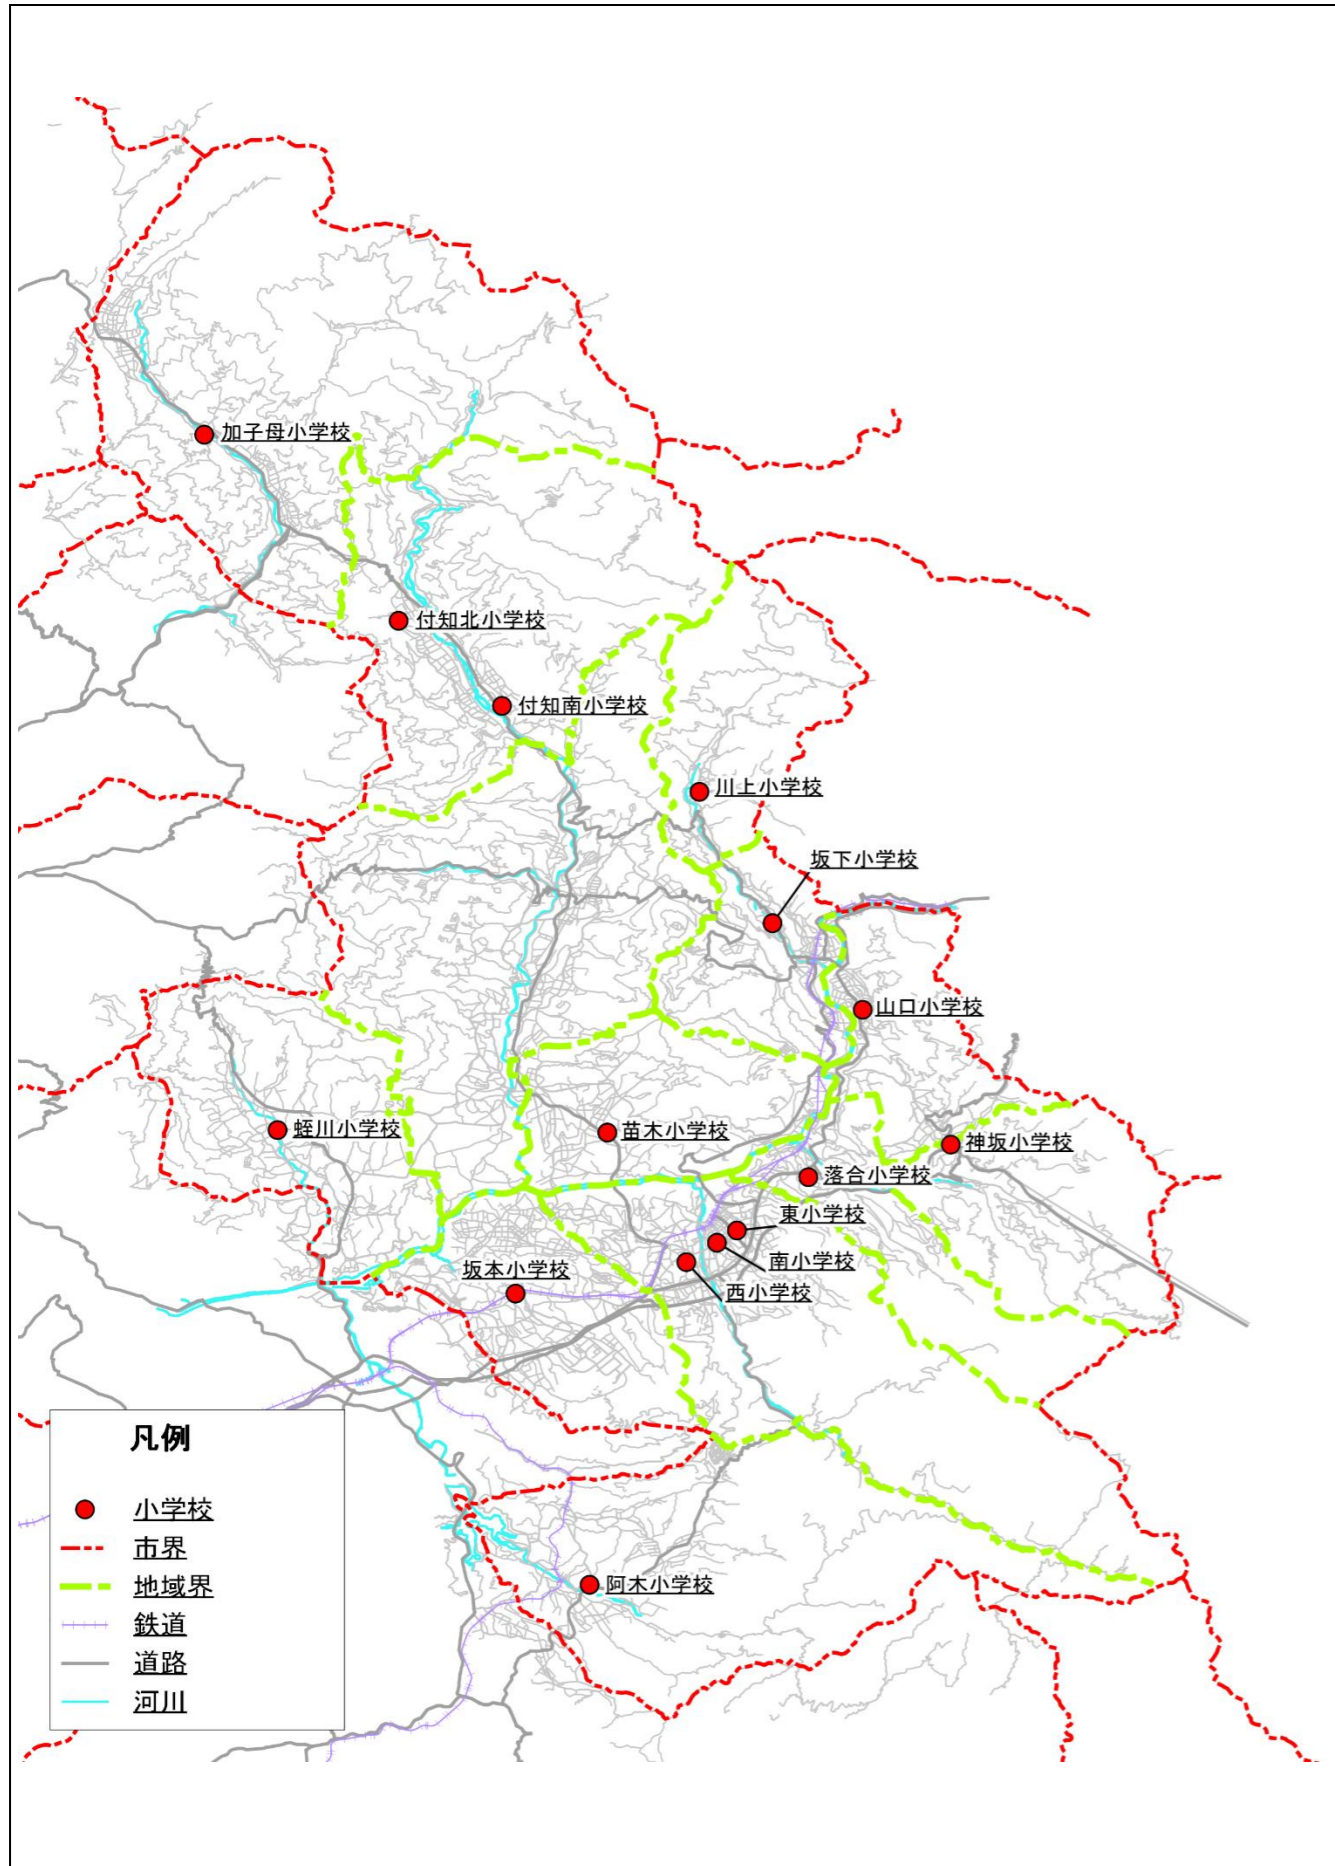 加子母小学校
付知北小学校
付知南小学校
川上小学校
坂下小学校
山口小学校
蛭川小学校
苗木小学校
神坂小学校
落合小学校
東小学校
南小学校
坂本小学校
西小学校
阿木小学校
凡例
小学校
市界
地域界
鉄道
道路
河川